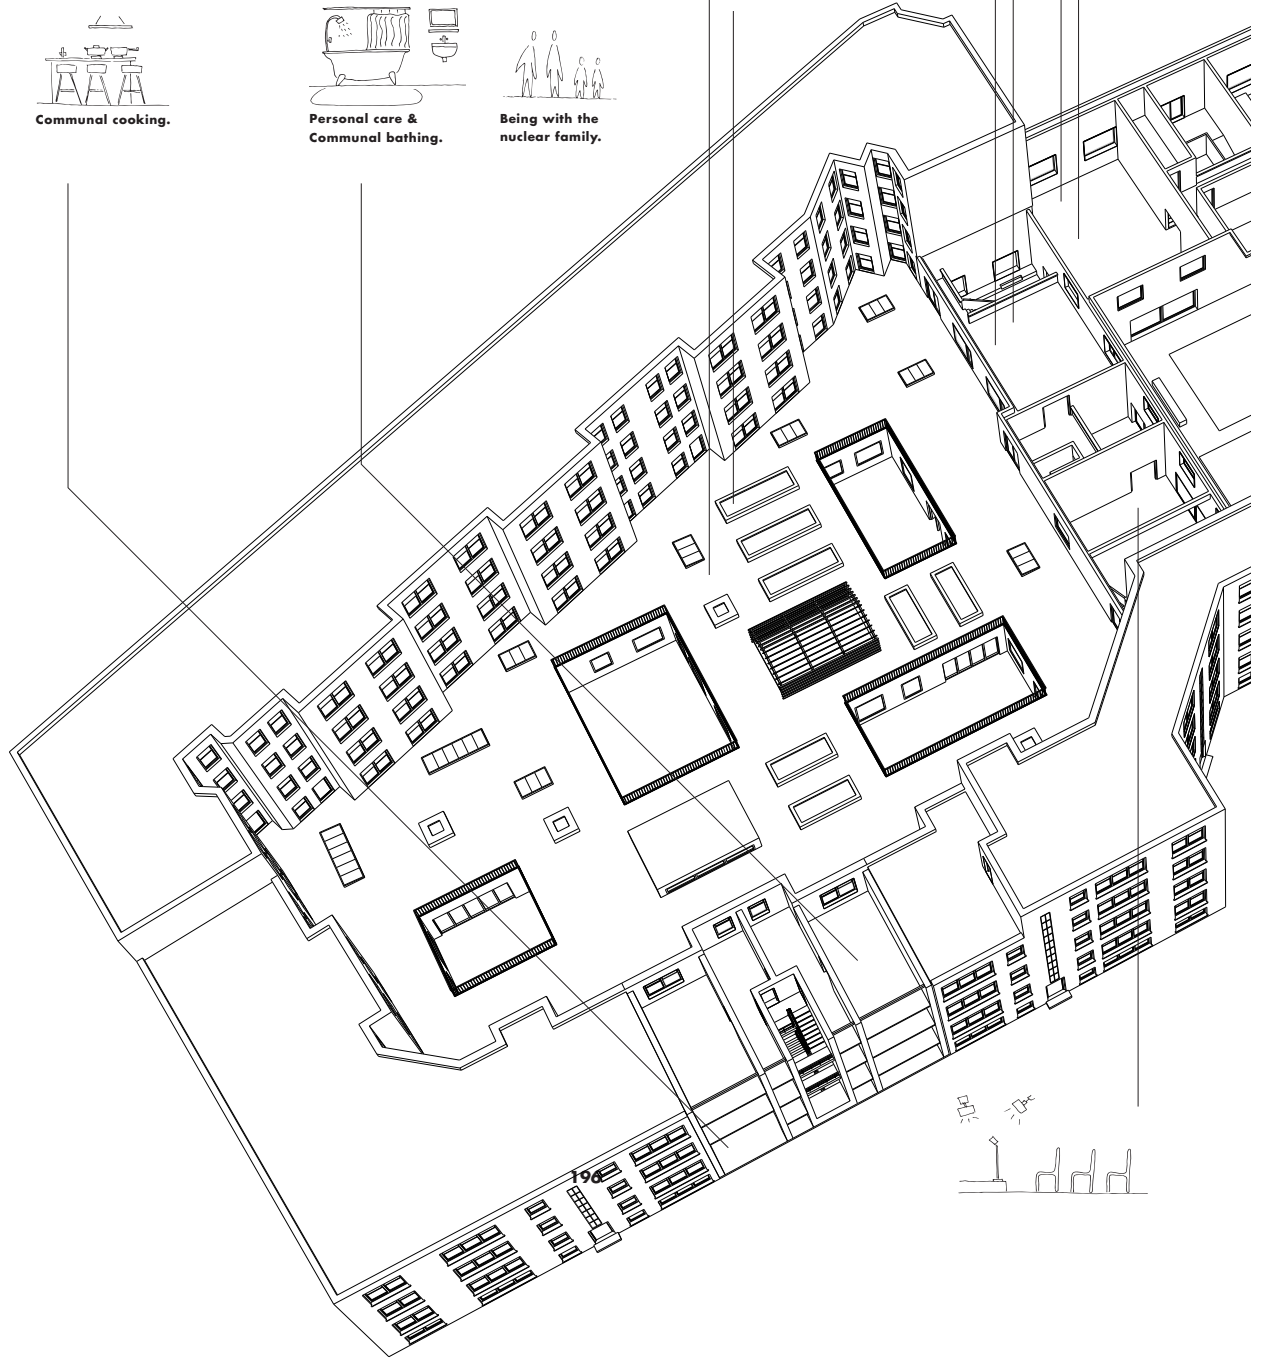 Communal cooking.
Personal care &
Communal bathing.
Being with the
nuclear family.
196